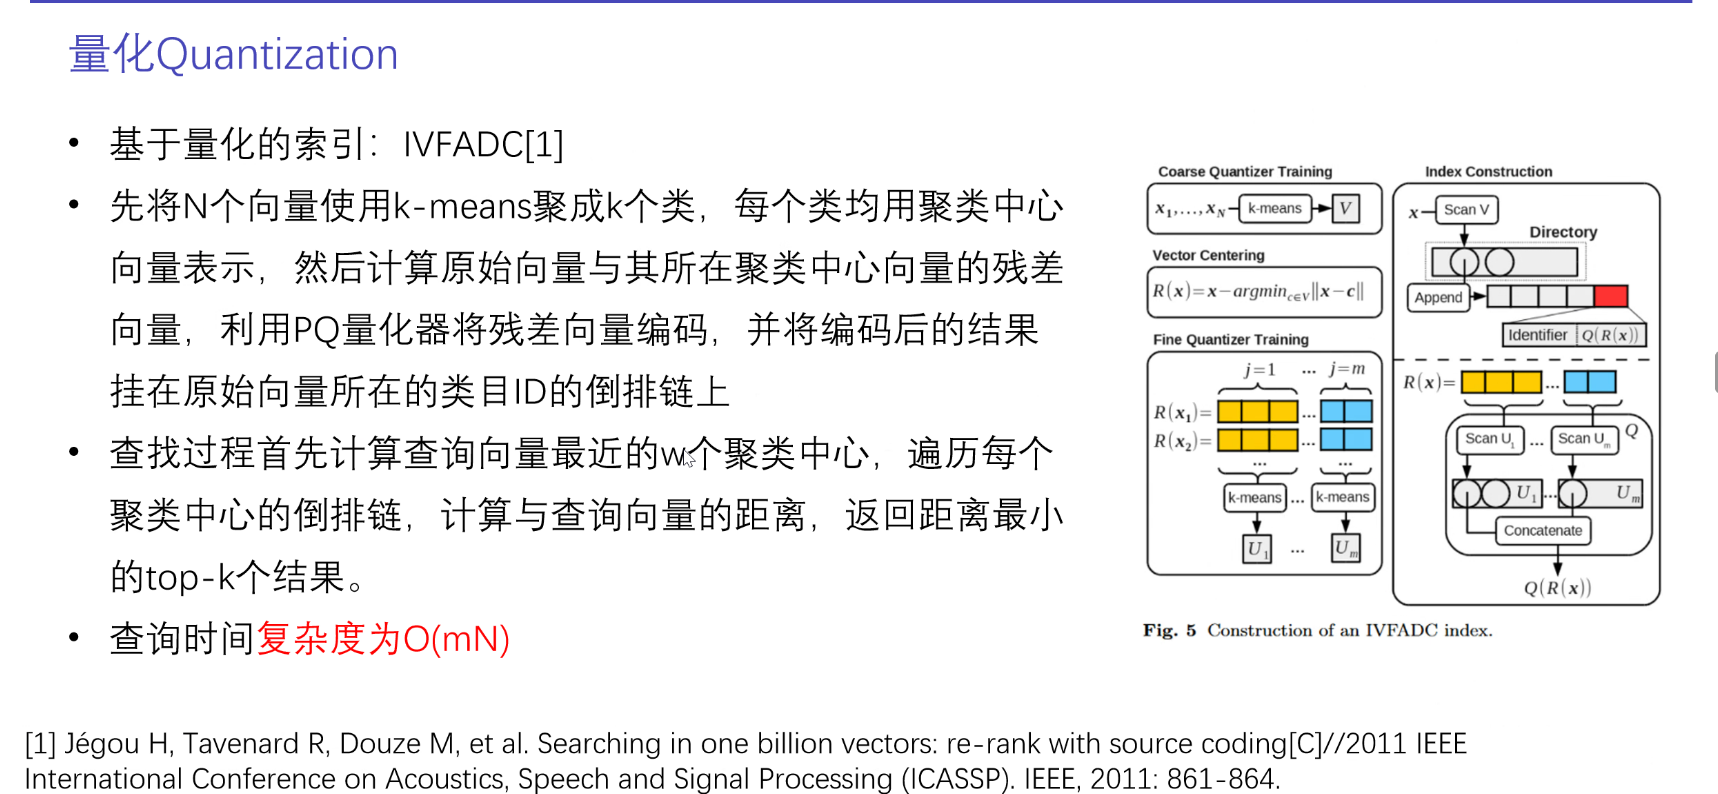 量化Quantization
• 基于量化的索引：IVFADC[1]
• 先将N个向量使用k-means聚成k个类，每个类均用聚类中心
向量表示，然后计算原始向量与其所在聚类中心向量的残差
向量，利用PQ量化器将残差向量编码，并将编码后的结果
挂在原始向量所在的类目ID的倒排链上
• 查找过程首先计算查询向量最近的w个聚类中心，遍历每个
聚类中心的倒排链，计算与查询向量的距离，返回距离最小
的top-k个结果。
• 查询时间复杂度为O(mN)
Coarse Quantizer Training
x₁,…,x_N k-means V
Vector Centering
R(x)=x−argmin_{c∈V}||x−c||
Fine Quantizer Training
j=1 ... j=m
R(x₁)= ...
R(x₂)= ...
... ...
k-means ... k-means
U₁ ... U_m
Index Construction
x Scan V
Directory
Append
Identifier Q(R(x))
R(x)= ...
Scan U₁ ... Scan U_m Q
U₁ ... U_m
Concatenate
Q(R(x))
Fig. 5 Construction of an IVFADC index.
[1] Jégou H, Tavenard R, Douze M, et al. Searching in one billion vectors: re-rank with source coding[C]//2011 IEEE
International Conference on Acoustics, Speech and Signal Processing (ICASSP). IEEE, 2011: 861-864.